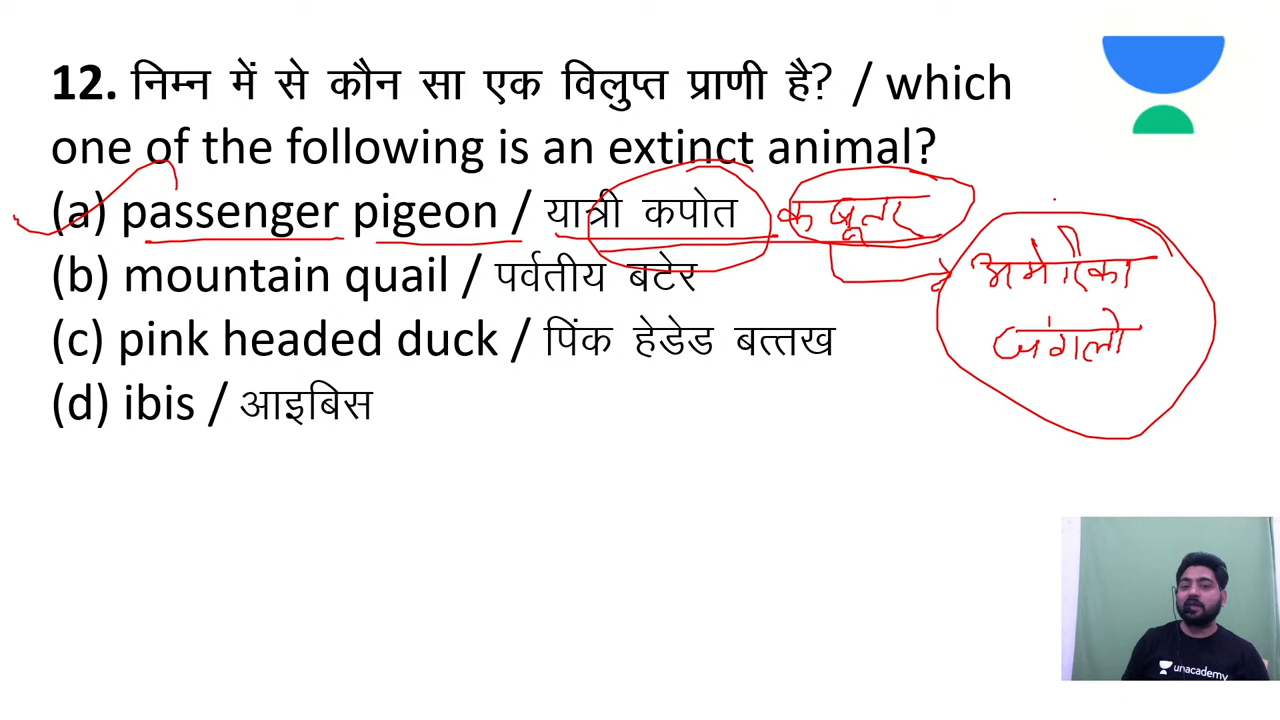 12. निम्न में से कौन सा एक विलुप्त प्राणी है? / which
one of the following is an extinct animal?
(a) passenger pigeon / यात्री कपोत कबूतर
(b) mountain quail / पर्वतीय बटेर
अमेरिका
(c) pink headed duck / पिंक हेडेड बत्तख
जंगलो
(d) ibis / आइबिस
unacademy